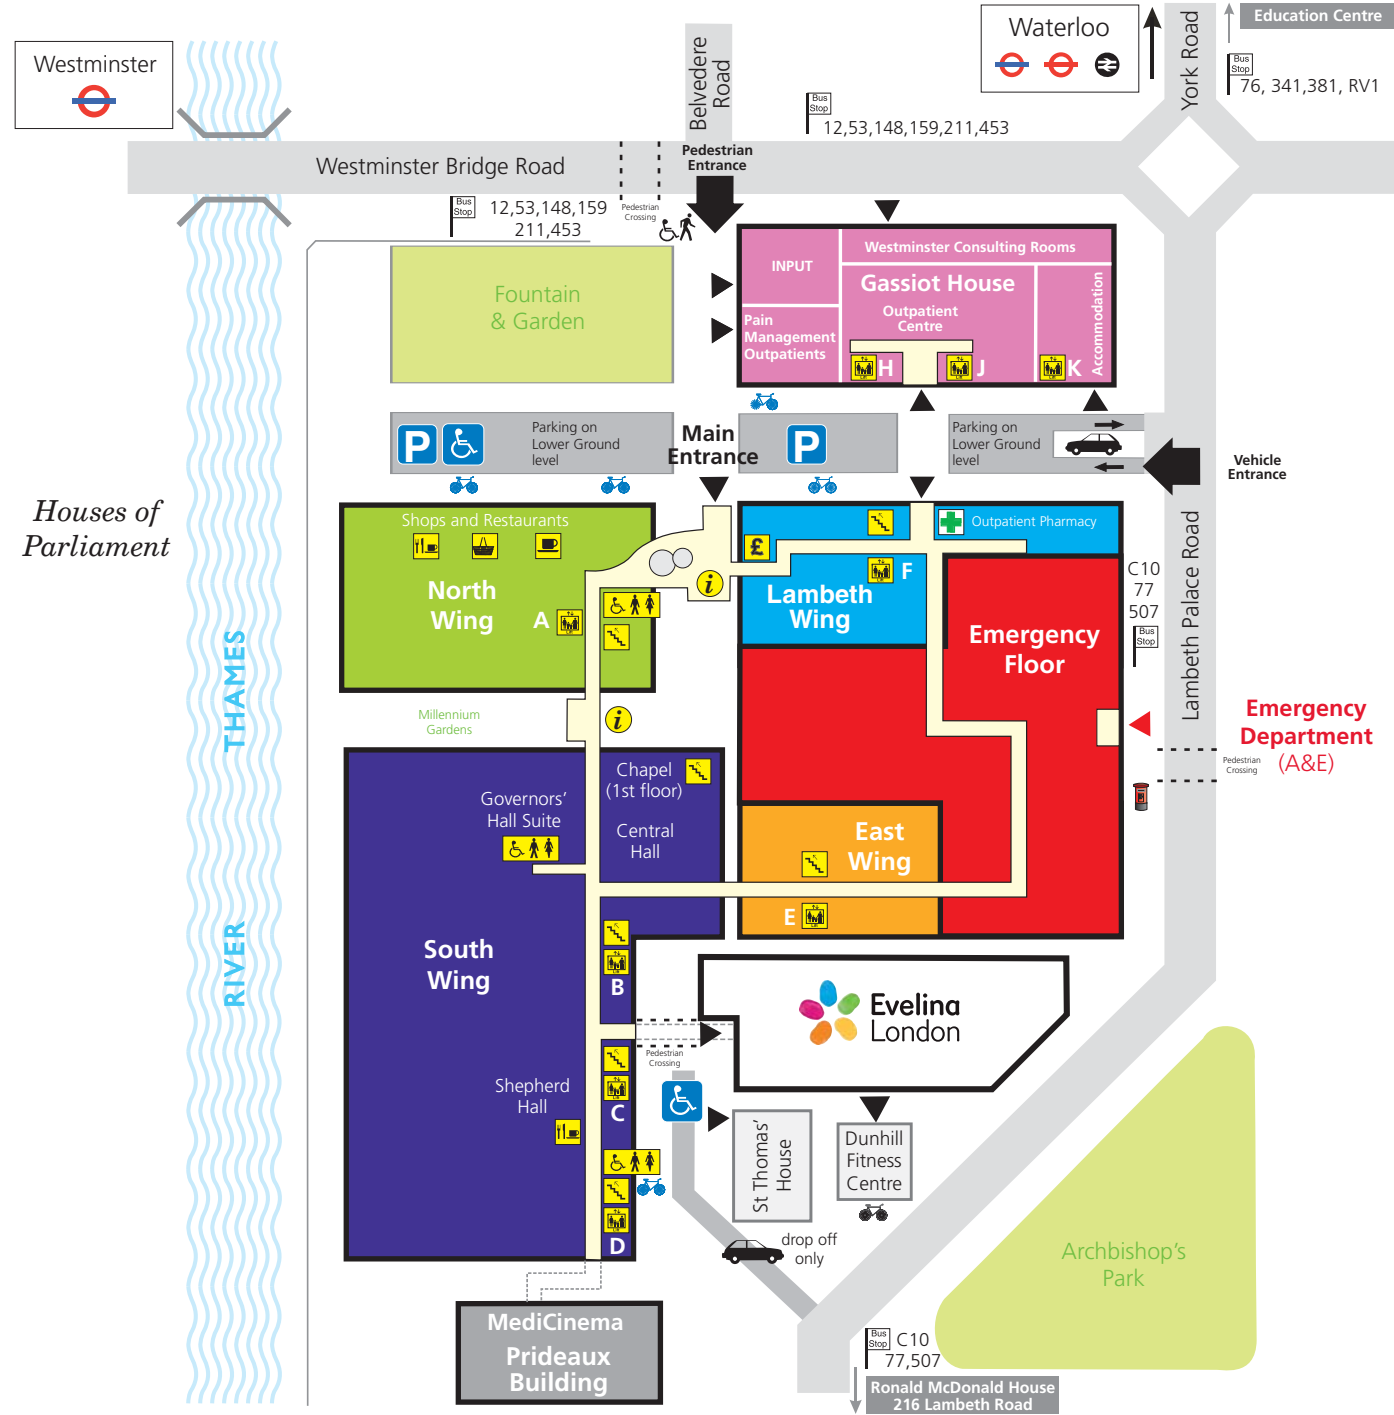 Westminster
Belvedere
Road
Waterloo
York Road
Education Centre
Bus
Stop
76, 341,381, RV1
Bus
Stop
12,53,148,159,211,453
Westminster Bridge Road
Pedestrian
Entrance
Bus
Stop
12,53,148,159
211,453
Pedestrian
Crossing
Fountain
& Garden
INPUT
Westminster Consulting Rooms
Gassiot House
Outpatient
Centre
Pain
Management
Outpatients
Accommodation
H
J
K
P
Parking on
Lower Ground
level
Main
Entrance
P
Parking on
Lower Ground
level
Vehicle
Entrance
Houses of
Parliament
Shops and Restaurants
North
Wing
A
i
£
Outpatient Pharmacy
F
Lambeth
Wing
Emergency
Floor
C10
77
507
Bus
Stop
Lambeth Palace Road
RIVER THAMES
Millennium
Gardens
i
Emergency
Department
(A&E)
Pedestrian
Crossing
Chapel
(1st floor)
Governors'
Hall Suite
Central
Hall
East
Wing
E
South
Wing
B
Evelina
London
Pedestrian
Crossing
Shepherd
Hall
C
St Thomas'
House
Dunhill
Fitness
Centre
D
drop off
only
Archbishop's
Park
MediCinema
Prideaux
Building
Bus
Stop
C10
77,507
Ronald McDonald House
216 Lambeth Road